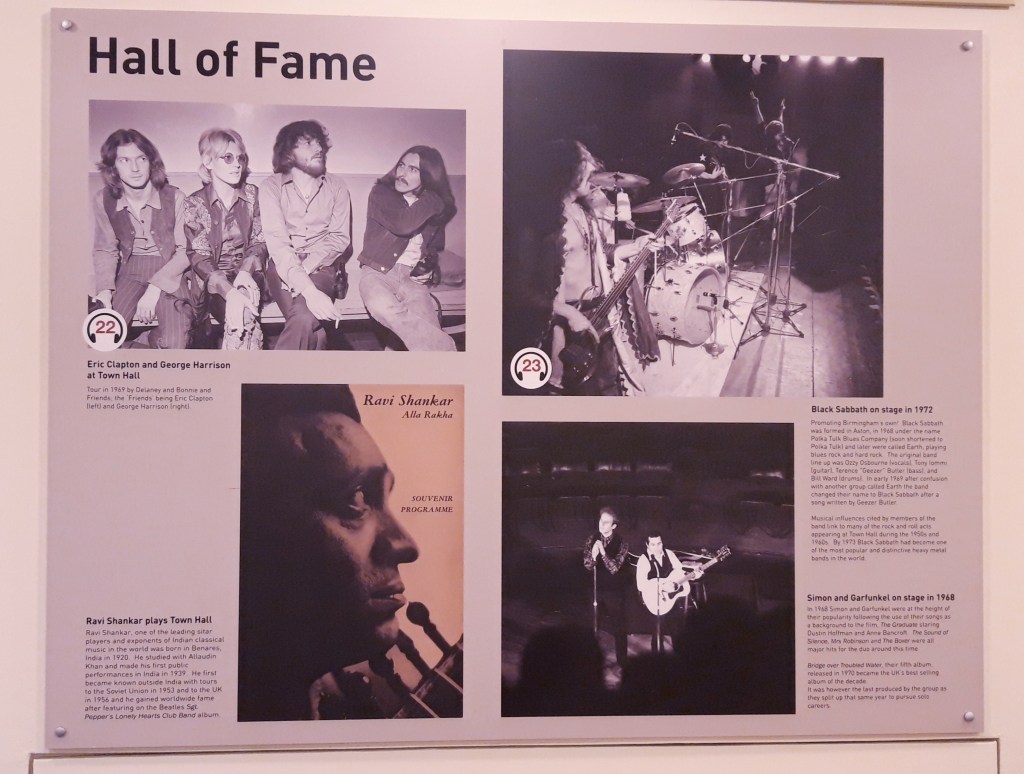 Hall of Fame
22
Eric Clapton and George Harrison
at Town Hall
Tour in 1969 by Delaney and Bonnie and
Friends, the 'Friends' being Eric Clapton
(left) and George Harrison (right).
Ravi Shankar
Alla Rakha
SOUVENIR
PROGRAMME
Ravi Shankar plays Town Hall
Ravi Shankar, one of the leading sitar
players and exponents of Indian classical
music in the world was born in Benares,
India in 1920. He studied with Allaudin
Khan and made his first public
performances in India in 1939. He first
became known outside India with tours
to the Soviet Union in 1953 and to the UK
in 1956 and he gained worldwide fame
after featuring on the Beatles Sgt.
Pepper's Lonely Hearts Club Band album.
23
Black Sabbath on stage in 1972
Promoting Birmingham's own! Black Sabbath
was formed in Aston, in 1968 under the name
Polka Tulk Blues Company (soon shortened to
Polka Tulk) and later were called Earth, playing
blues rock and hard rock. The original band
line up was Ozzy Osbourne (vocals), Tony Iommi
(guitar), Terence "Geezer" Butler (bass), and
Bill Ward (drums). In early 1969 after confusion
with another group called Earth the band
changed their name to Black Sabbath after a
song written by Geezer Butler.
Musical influences cited by members of the
band link to many of the rock and roll acts
appearing at Town Hall during the 1950s and
1960s. By 1973 Black Sabbath had become one
of the most popular and distinctive heavy metal
bands in the world.
Simon and Garfunkel on stage in 1968
In 1968 Simon and Garfunkel were at the height of
their popularity following the use of their songs as
a background to the film, The Graduate starring
Dustin Hoffman and Anne Bancroft. The Sound of
Silence, Mrs Robinson and The Boxer were all
major hits for the duo around this time.
Bridge over Troubled Water, their fifth album,
released in 1970 became the UK's best selling
album of the decade.
It was however the last produced by the group as
they split up that same year to pursue solo
careers.